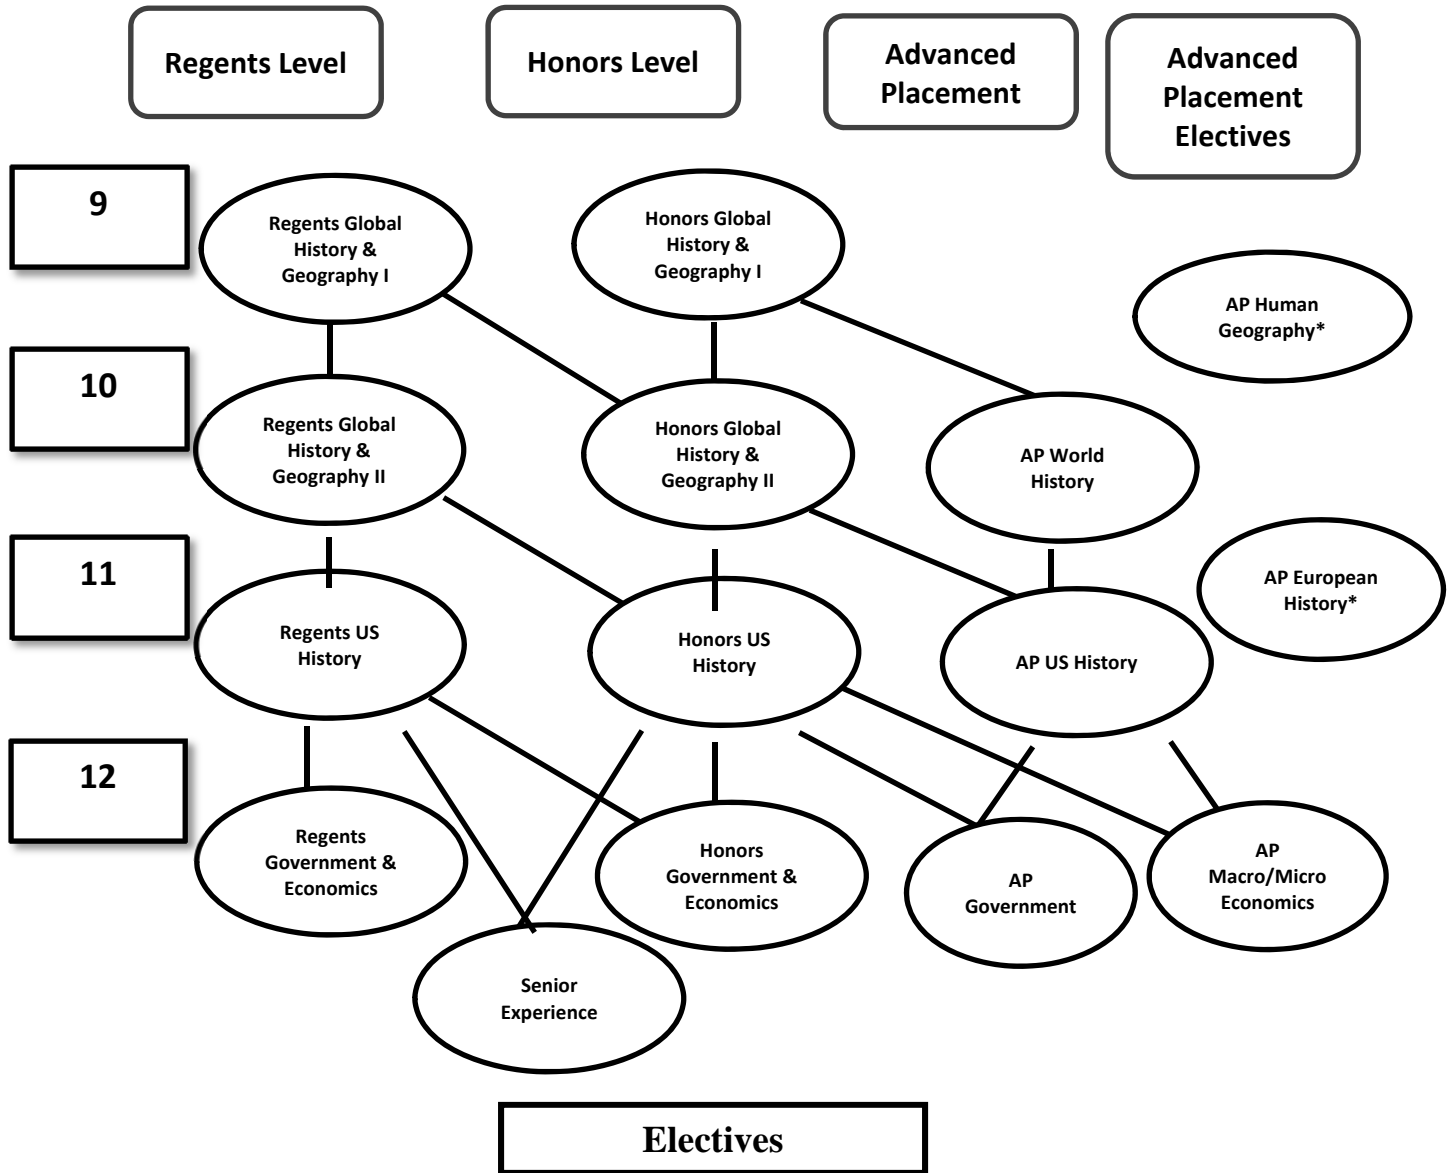 Regents Level
Honors Level
Advanced
Placement
Advanced
Placement
Electives
9
Regents Global
History &
Geography I
Honors Global
History &
Geography I
AP Human
Geography*
10
Regents Global
History &
Geography II
Honors Global
History &
Geography II
AP World
History
11
Regents US
History
Honors US
History
AP US History
AP European
History*
12
Regents
Government &
Economics
Honors
Government &
Economics
AP
Government
AP
Macro/Micro
Economics
Senior
Experience
Electives